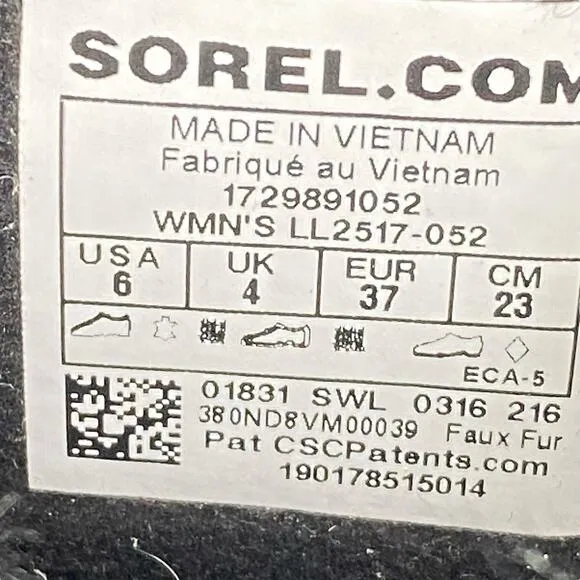 SOREL.COM
MADE IN VIETNAM
Fabriqué au Vietnam
1729891052
WMN'S LL2517-052
USA UK EUR CM
6 4 37 23
ECA-5
01831 SWL 0316 216
380ND8VM00039 Faux Fur
Pat CSCPatents.com
190178515014